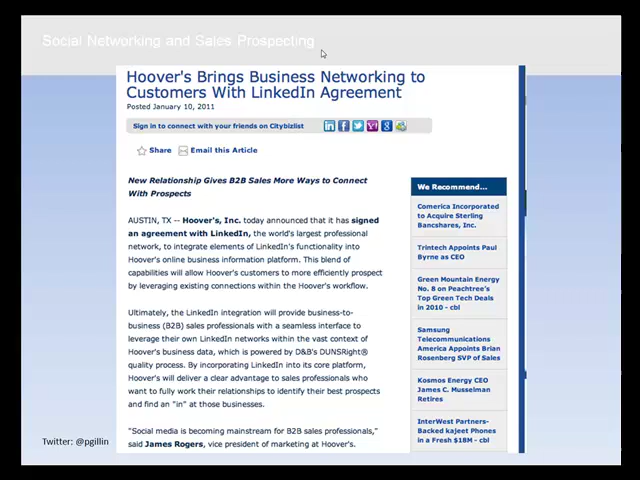 Social Networking and Sales Prospecting
Hoover's Brings Business Networking to
Customers With LinkedIn Agreement
Posted January 10, 2011
Sign in to connect with your friends on Citybizlist
Share Email this Article
New Relationship Gives B2B Sales More Ways to Connect
With Prospects
AUSTIN, TX -- Hoover's, Inc. today announced that it has signed
an agreement with LinkedIn, the world's largest professional
network, to integrate elements of LinkedIn's functionality into
Hoover's online business information platform. This blend of
capabilities will allow Hoover's customers to more efficiently prospect
by leveraging existing connections within the Hoover's workflow.
Ultimately, the LinkedIn integration will provide business-to-
business (B2B) sales professionals with a seamless interface to
leverage their own LinkedIn networks within the vast context of
Hoover's business data, which is powered by D&B's DUNSRight®
quality process. By incorporating LinkedIn into its core platform,
Hoover's will deliver a clear advantage to sales professionals who
want to fully work their relationships to identify their best prospects
and find an "in" at those businesses.
"Social media is becoming mainstream for B2B sales professionals,"
said James Rogers, vice president of marketing at Hoover's.
We Recommend...
Comerica Incorporated
to Acquire Sterling
Bancshares, Inc.
Trintech Appoints Paul
Byrne as CEO
Green Mountain Energy
No. 8 on Peachtree's
Top Green Tech Deals
in 2010 - cbl
Samsung
Telecommunications
America Appoints Brian
Rosenberg SVP of Sales
Kosmos Energy CEO
James C. Musselman
Retires
InterWest Partners-
Backed kajeet Phones
in a Fresh $18M - cbl
Twitter: @pgillin